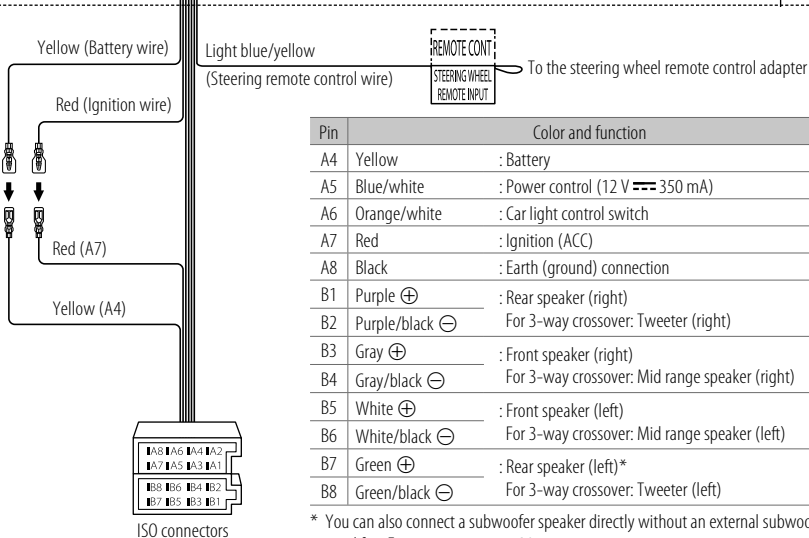 Yellow (Battery wire)
Light blue/yellow
(Steering remote control wire)
REMOTE CONT
STEERING WHEEL
REMOTE INPUT
To the steering wheel remote control adapter
Red (Ignition wire)
Red (A7)
Yellow (A4)
A8 A6 A4 A2
A7 A5 A3 A1
B8 B6 B4 B2
B7 B5 B3 B1
ISO connectors
Pin Color and function
A4 Yellow : Battery
A5 Blue/white : Power control (12 V ⎓ 350 mA)
A6 Orange/white : Car light control switch
A7 Red : Ignition (ACC)
A8 Black : Earth (ground) connection
B1 Purple ⊕ : Rear speaker (right)
B2 Purple/black ⊖ For 3-way crossover: Tweeter (right)
B3 Gray ⊕ : Front speaker (right)
B4 Gray/black ⊖ For 3-way crossover: Mid range speaker (right)
B5 White ⊕ : Front speaker (left)
B6 White/black ⊖ For 3-way crossover: Mid range speaker (left)
B7 Green ⊕ : Rear speaker (left)*
B8 Green/black ⊖ For 3-way crossover: Tweeter (left)
* You can also connect a subwoofer speaker directly without an external